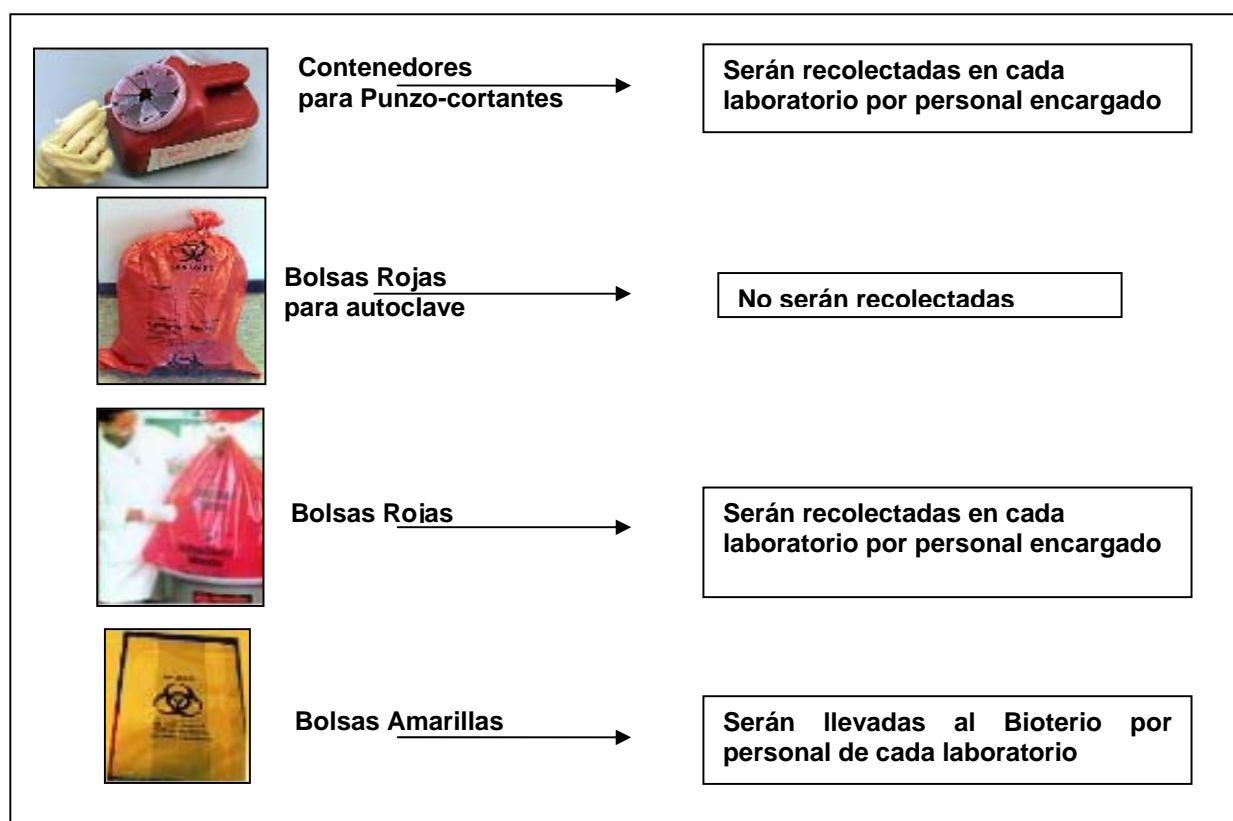 Contenedores
para Punzo-cortantes
Serán recolectadas en cada
laboratorio por personal encargado
Bolsas Rojas
para autoclave
No serán recolectadas
Bolsas Rojas
Serán recolectadas en cada
laboratorio por personal encargado
Bolsas Amarillas
Serán llevadas al Bioterio por
personal de cada laboratorio